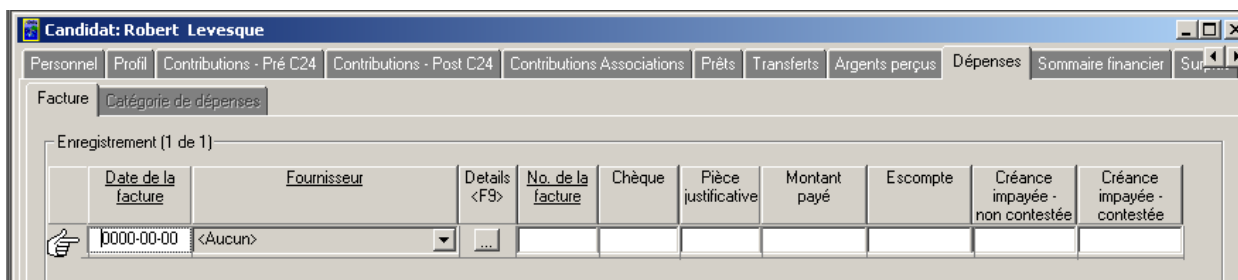 Candidat: Robert Levesque
Personnel Profil Contributions - Pré C24 Contributions - Post C24 Contributions Associations Prêts Transferts Argents perçus Dépenses Sommaire financier
Facture Catégorie de dépenses
Enregistrement (1 de 1)
Date de la facture Fournisseur Details <F9> No. de la facture Chèque Pièce justificative Montant payé Escompte Créance impayée - non contestée Créance impayée - contestée
0000-00-00 <Aucun> ...